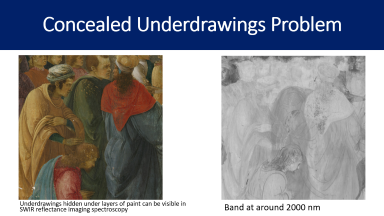 Concealed Underdrawings Problem
Underdrawings hidden under layers of paint can be visible in
SWIR reflectance imaging spectroscopy
Band at around 2000 nm